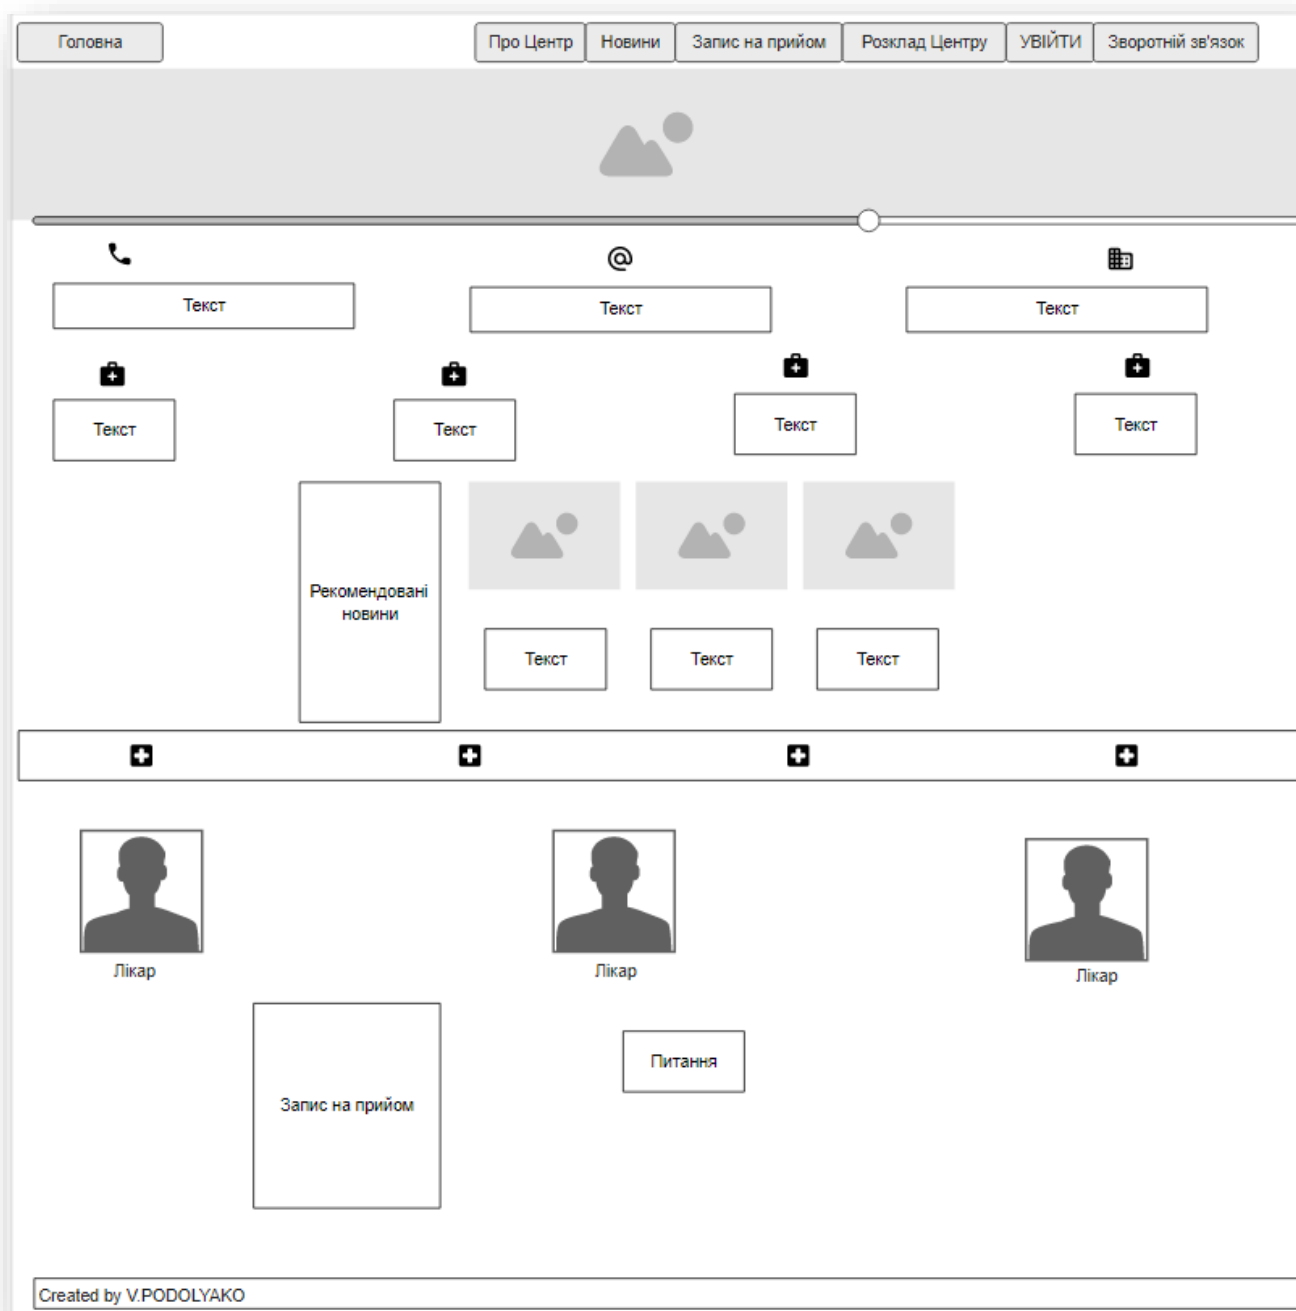 Головна
Про Центр
Новини
Запис на прийом
Розклад Центру
УВІЙТИ
Зворотній зв'язок
Текст
Текст
Текст
Текст
Текст
Текст
Текст
Рекомендовані
новини
Текст
Текст
Текст
Лікар
Лікар
Лікар
Запис на прийом
Питання
Created by V.PODOLYAKO